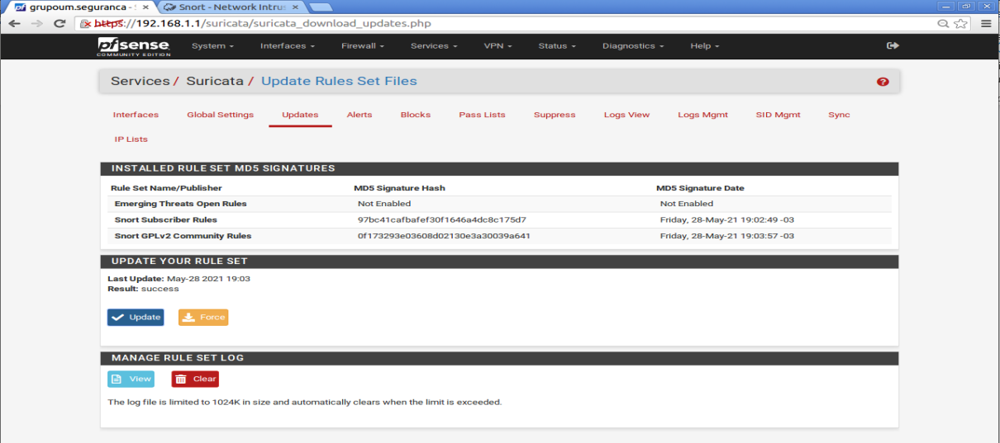 grupoum.seguranca - S × Snort - Network Intrus ×
https://192.168.1.1/suricata/suricata_download_updates.php
pfsense System Interfaces Firewall Services VPN Status Diagnostics Help
COMMUNITY EDITION
Services / Suricata / Update Rules Set Files
Interfaces Global Settings Updates Alerts Blocks Pass Lists Suppress Logs View Logs Mgmt SID Mgmt Sync
IP Lists
INSTALLED RULE SET MD5 SIGNATURES
Rule Set Name/Publisher MD5 Signature Hash MD5 Signature Date
Emerging Threats Open Rules Not Enabled Not Enabled
Snort Subscriber Rules 97bc41cafbafef30f1646a4dc8c175d7 Friday, 28-May-21 19:02:49 -03
Snort GPLv2 Community Rules 0f173293e03608d02130e3a30039a641 Friday, 28-May-21 19:03:57 -03
UPDATE YOUR RULE SET
Last Update: May-28 2021 19:03
Result: success
Update Force
MANAGE RULE SET LOG
View Clear
The log file is limited to 1024K in size and automatically clears when the limit is exceeded.